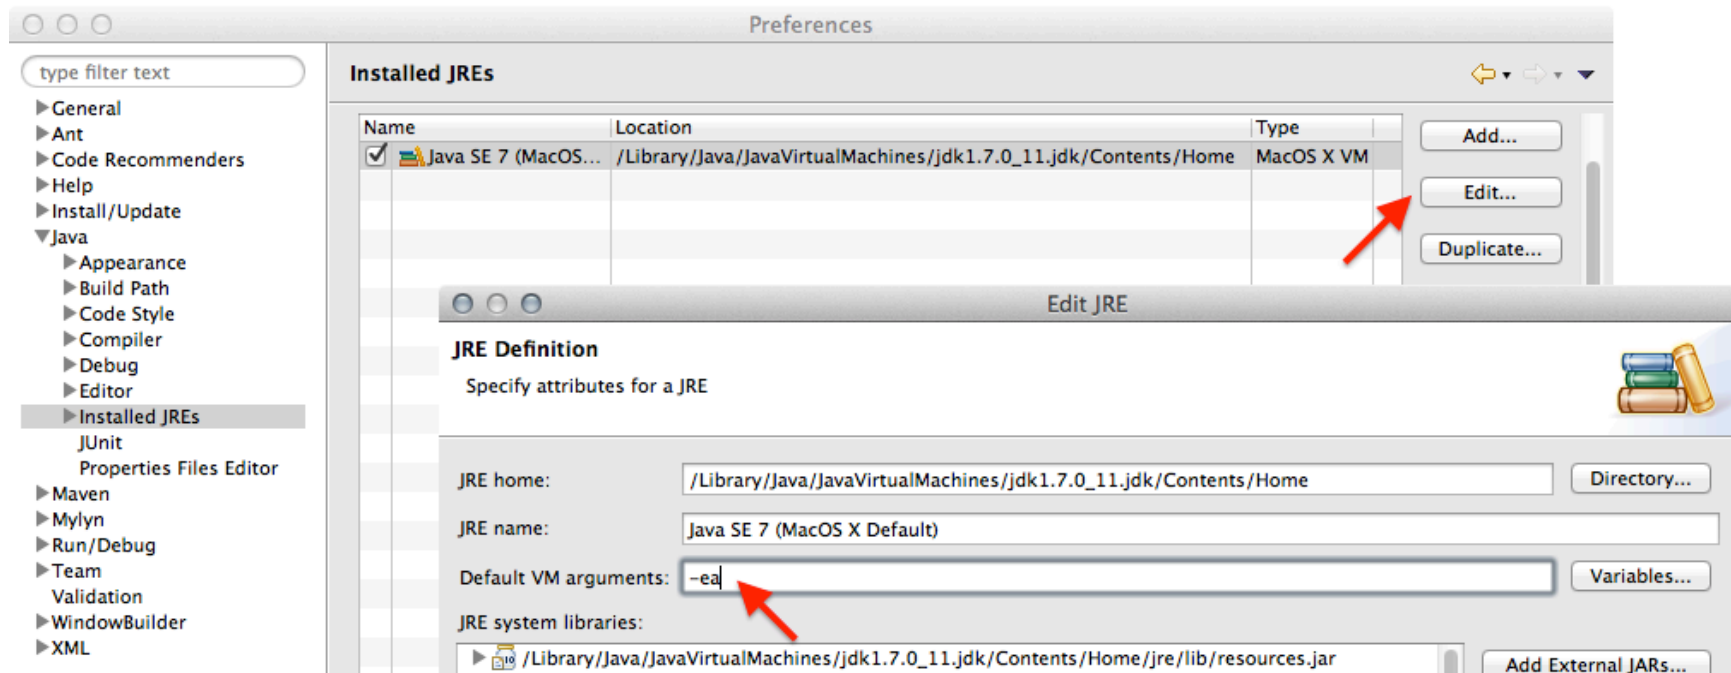 Preferences
type filter text
General
Ant
Code Recommenders
Help
Install/Update
Java
Appearance
Build Path
Code Style
Compiler
Debug
Editor
Installed JREs
JUnit
Properties Files Editor
Maven
Mylyn
Run/Debug
Team
Validation
WindowBuilder
XML
Installed JREs
Name Location Type
Java SE 7 (MacOS... /Library/Java/JavaVirtualMachines/jdk1.7.0_11.jdk/Contents/Home MacOS X VM
Add...
Edit...
Duplicate...
Edit JRE
JRE Definition
Specify attributes for a JRE
JRE home: /Library/Java/JavaVirtualMachines/jdk1.7.0_11.jdk/Contents/Home Directory...
JRE name: Java SE 7 (MacOS X Default)
Default VM arguments: -ea Variables...
JRE system libraries:
/Library/Java/JavaVirtualMachines/jdk1.7.0_11.jdk/Contents/Home/jre/lib/resources.jar
Add External JARs...